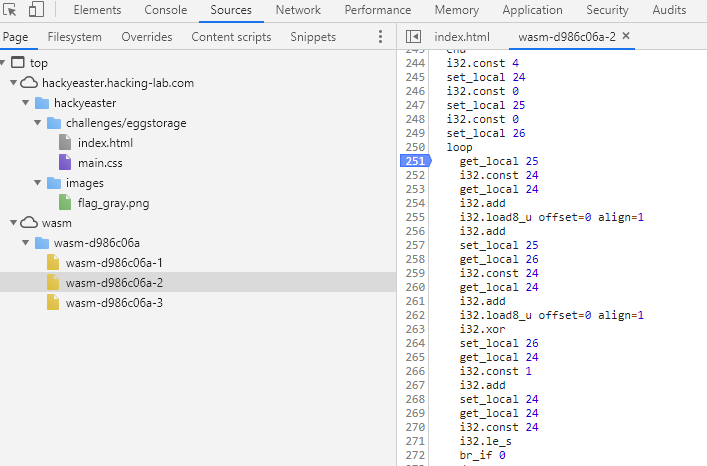 Elements Console Sources Network Performance Memory Application Security Audits
Page Filesystem Overrides Content scripts Snippets
index.html wasm-d986c06a-2 ×
top
hackyeaster.hacking-lab.com
hackyeaster
challenges/eggstorage
index.html
main.css
images
flag_gray.png
wasm
wasm-d986c06a
wasm-d986c06a-1
wasm-d986c06a-2
wasm-d986c06a-3
243 end
244 i32.const 4
245 set_local 24
246 i32.const 0
247 set_local 25
248 i32.const 0
249 set_local 26
250 loop
251 get_local 25
252 i32.const 24
253 get_local 24
254 i32.add
255 i32.load8_u offset=0 align=1
256 i32.add
257 set_local 25
258 get_local 26
259 i32.const 24
260 get_local 24
261 i32.add
262 i32.load8_u offset=0 align=1
263 i32.xor
264 set_local 26
265 get_local 24
266 i32.const 1
267 i32.add
268 set_local 24
269 get_local 24
270 i32.const 24
271 i32.le_s
272 br_if 0